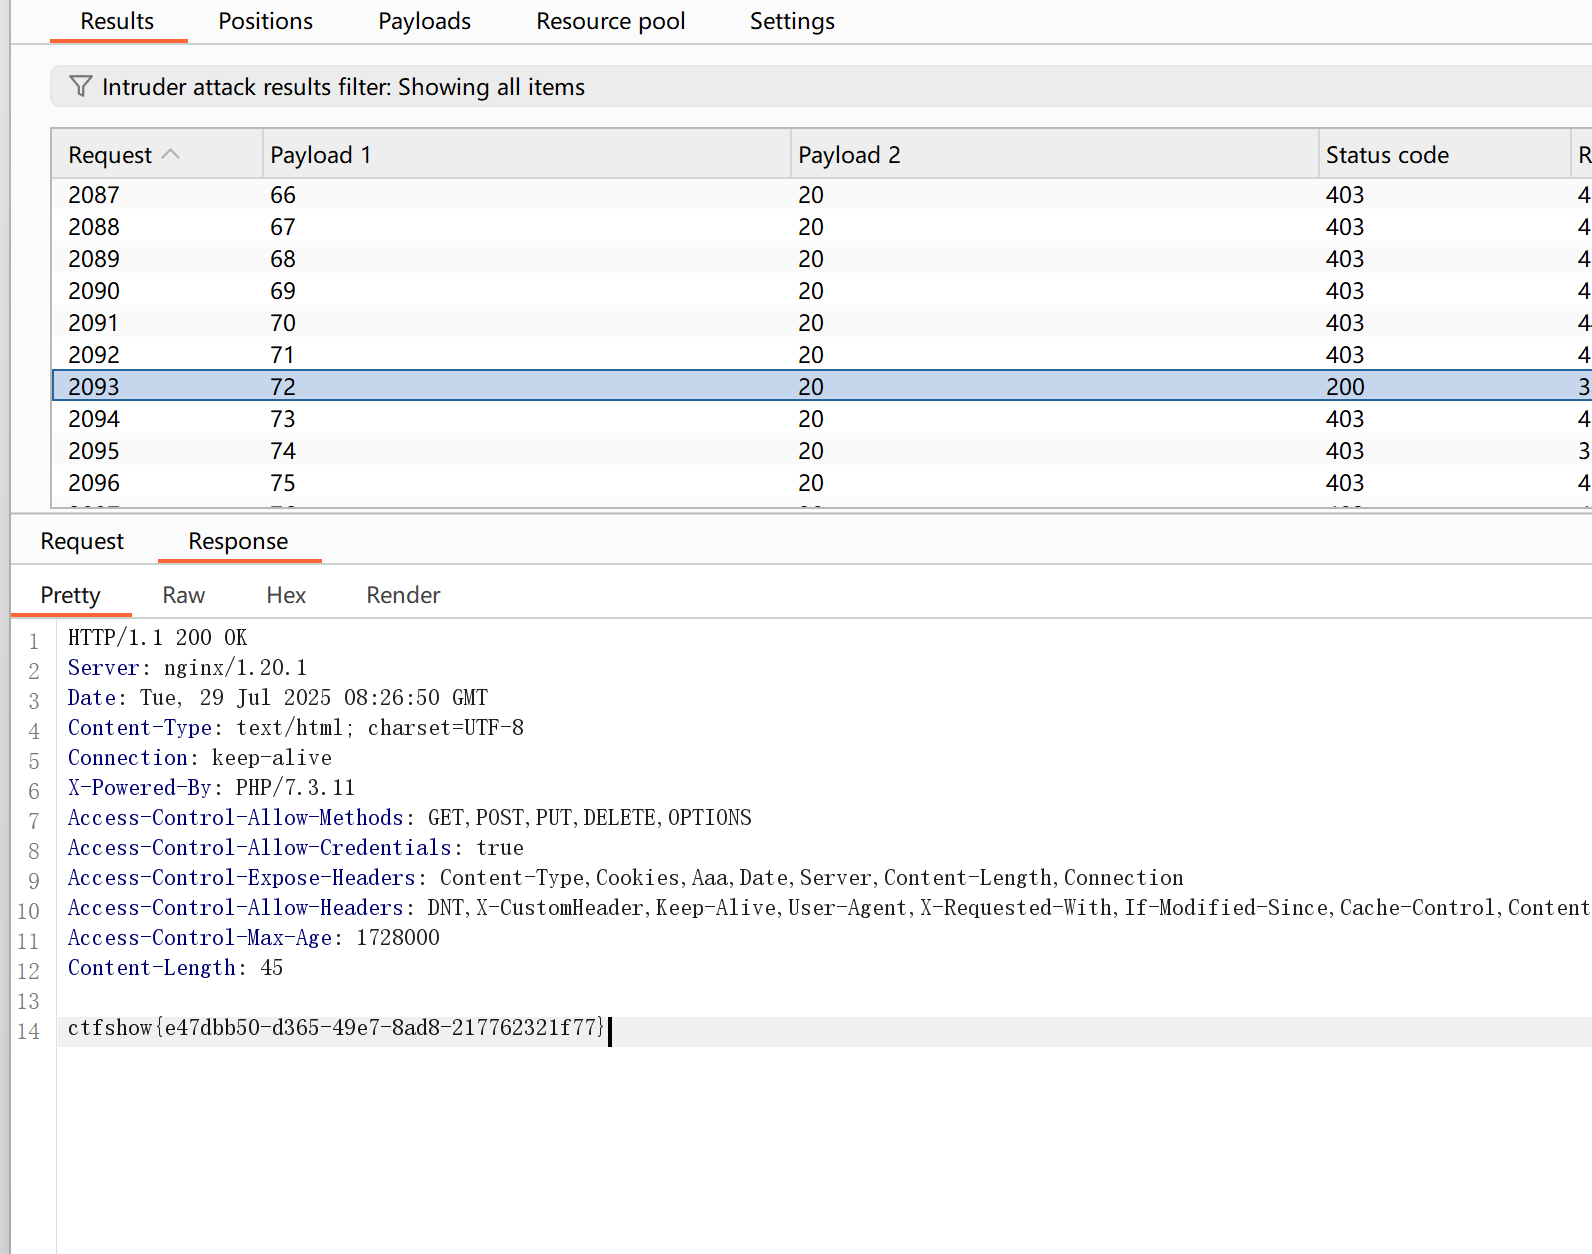 Results Positions Payloads Resource pool Settings
Intruder attack results filter: Showing all items
Request Payload 1 Payload 2 Status code R
2087 66 20 403 4
2088 67 20 403 4
2089 68 20 403 4
2090 69 20 403 4
2091 70 20 403 4
2092 71 20 403 4
2093 72 20 200 3
2094 73 20 403 4
2095 74 20 403 3
2096 75 20 403 4
Request Response
Pretty Raw Hex Render
1 HTTP/1.1 200 OK
2 Server: nginx/1.20.1
3 Date: Tue, 29 Jul 2025 08:26:50 GMT
4 Content-Type: text/html; charset=UTF-8
5 Connection: keep-alive
6 X-Powered-By: PHP/7.3.11
7 Access-Control-Allow-Methods: GET,POST,PUT,DELETE,OPTIONS
8 Access-Control-Allow-Credentials: true
9 Access-Control-Expose-Headers: Content-Type,Cookies,Aaa,Date,Server,Content-Length,Connection
10 Access-Control-Allow-Headers: DNT,X-CustomHeader,Keep-Alive,User-Agent,X-Requested-With,If-Modified-Since,Cache-Control,Content
11 Access-Control-Max-Age: 1728000
12 Content-Length: 45
13
14 ctfshow{e47dbb50-d365-49e7-8ad8-217762321f77}